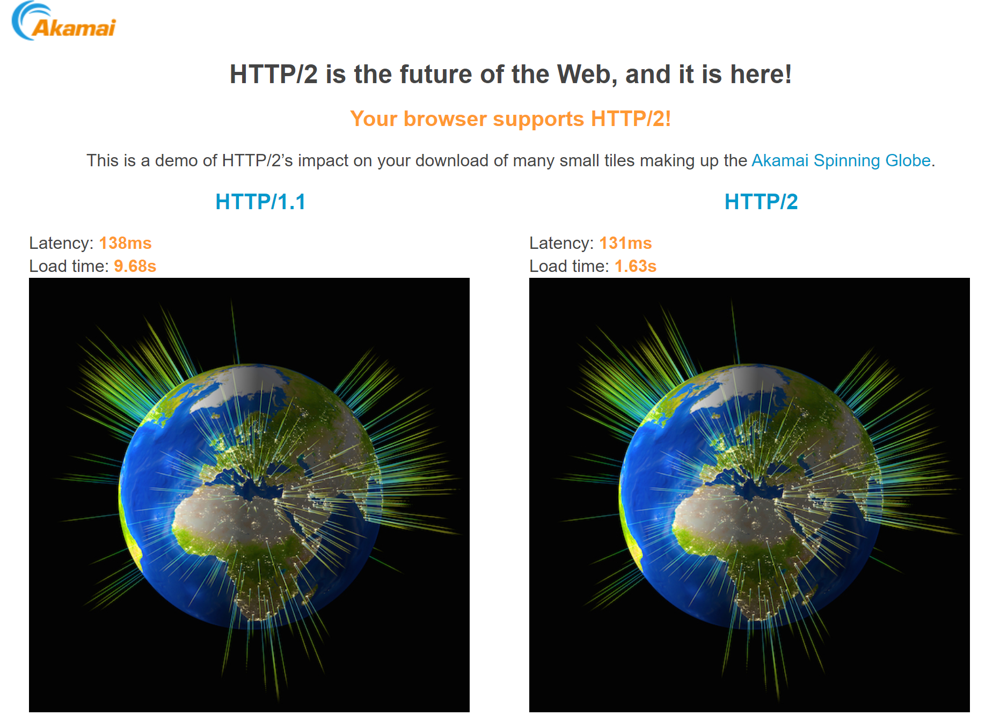 Akamai
HTTP/2 is the future of the Web, and it is here!
Your browser supports HTTP/2!
This is a demo of HTTP/2’s impact on your download of many small tiles making up the Akamai Spinning Globe.
HTTP/1.1
Latency: 138ms
Load time: 9.68s
HTTP/2
Latency: 131ms
Load time: 1.63s